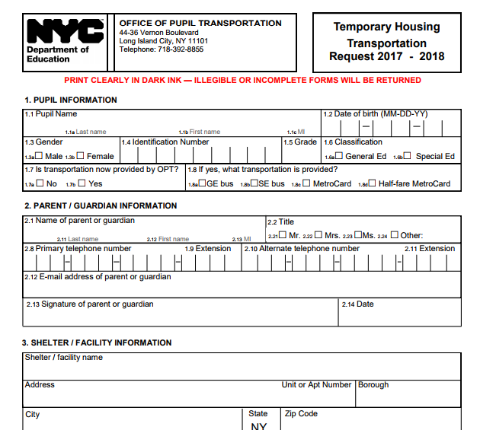 NYC
Department of
Education
OFFICE OF PUPIL TRANSPORTATION
44-36 Vernon Boulevard
Long Island City, NY 11101
Telephone: 718-392-8855
Temporary Housing
Transportation
Request 2017 - 2018
PRINT CLEARLY IN DARK INK — ILLEGIBLE OR INCOMPLETE FORMS WILL BE RETURNED
1. PUPIL INFORMATION
1.1 Pupil Name 1.2 Date of birth (MM-DD-YY)
1.1a Last name 1.1b First name 1.1c MI
1.3 Gender 1.4 Identification Number 1.5 Grade 1.6 Classification
1.3a Male 1.3b Female 1.6a General Ed 1.6b Special Ed
1.7 Is transportation now provided by OPT? 1.8 If yes, what transportation is provided?
1.7a No 1.7b Yes 1.8a GE bus 1.8b SE bus 1.8c MetroCard 1.8d Half-fare MetroCard
2. PARENT / GUARDIAN INFORMATION
2.1 Name of parent or guardian 2.2 Title
2.11 Last name 2.12 First name 2.13 MI 2.21 Mr. 2.22 Mrs. 2.23 Ms. 2.24 Other:
2.8 Primary telephone number 1.9 Extension 2.10 Alternate telephone number 2.11 Extension
2.12 E-mail address of parent or guardian
2.13 Signature of parent or guardian 2.14 Date
3. SHELTER / FACILITY INFORMATION
Shelter / facility name
Address Unit or Apt Number Borough
City State Zip Code
NY